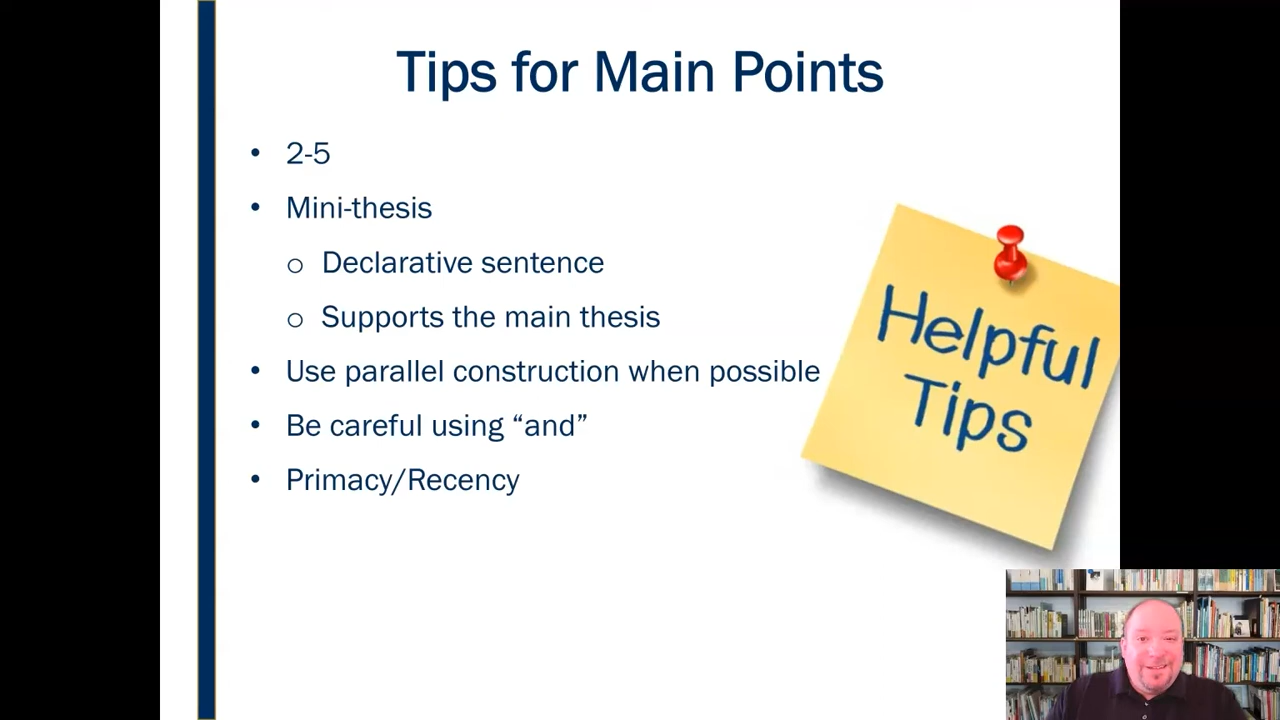 Tips for Main Points
• 2-5
• Mini-thesis
o Declarative sentence
o Supports the main thesis
• Use parallel construction when possible
• Be careful using “and”
• Primacy/Recency
Helpful
Tips